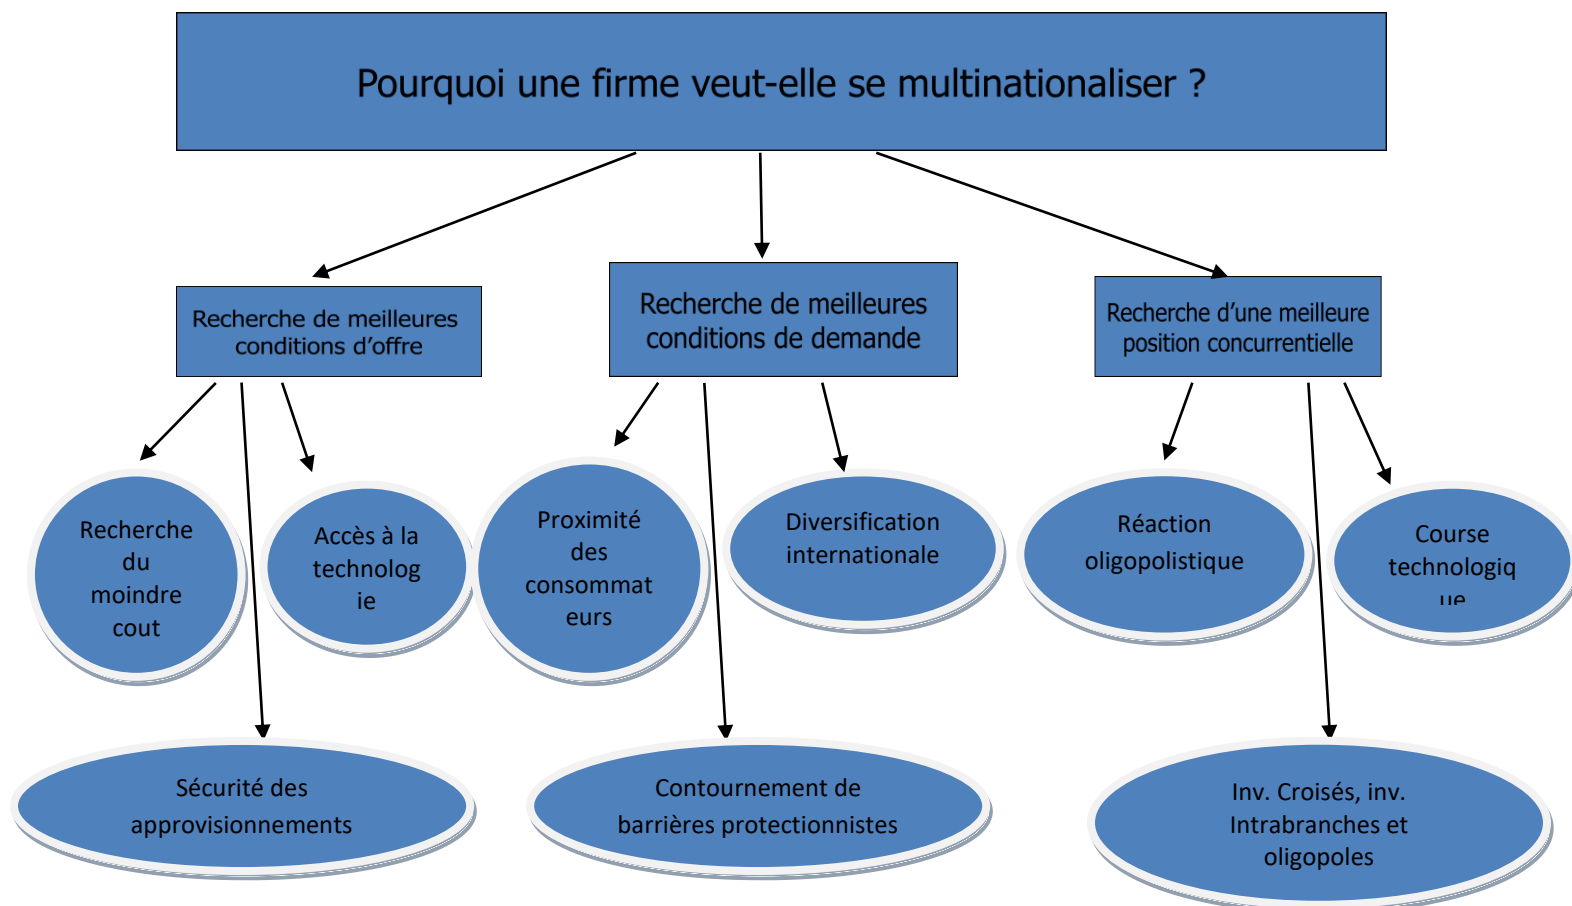 Pourquoi une firme veut-elle se multinationaliser ?
Recherche de meilleures
conditions d’offre
Recherche de meilleures
conditions de demande
Recherche d’une meilleure
position concurrentielle
Recherche
du
moindre
cout
Accès à la
technolog
ie
Proximité
des
consommat
eurs
Diversification
internationale
Réaction
oligopolistique
Course
technologiq
ue
Sécurité des
approvisionnements
Contournement de
barrières protectionnistes
Inv. Croisés, inv.
Intrabranches et
oligopoles